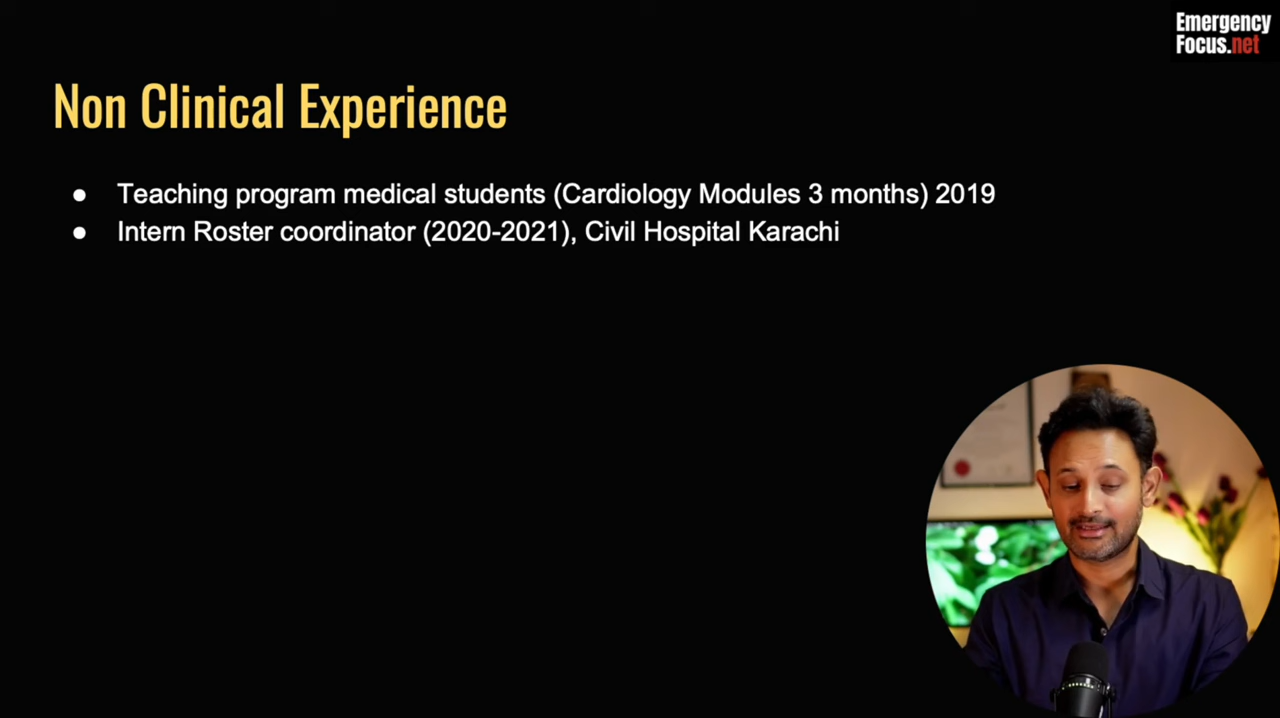 Emergency
Focus.net
Non Clinical Experience
● Teaching program medical students (Cardiology Modules 3 months) 2019
● Intern Roster coordinator (2020-2021), Civil Hospital Karachi